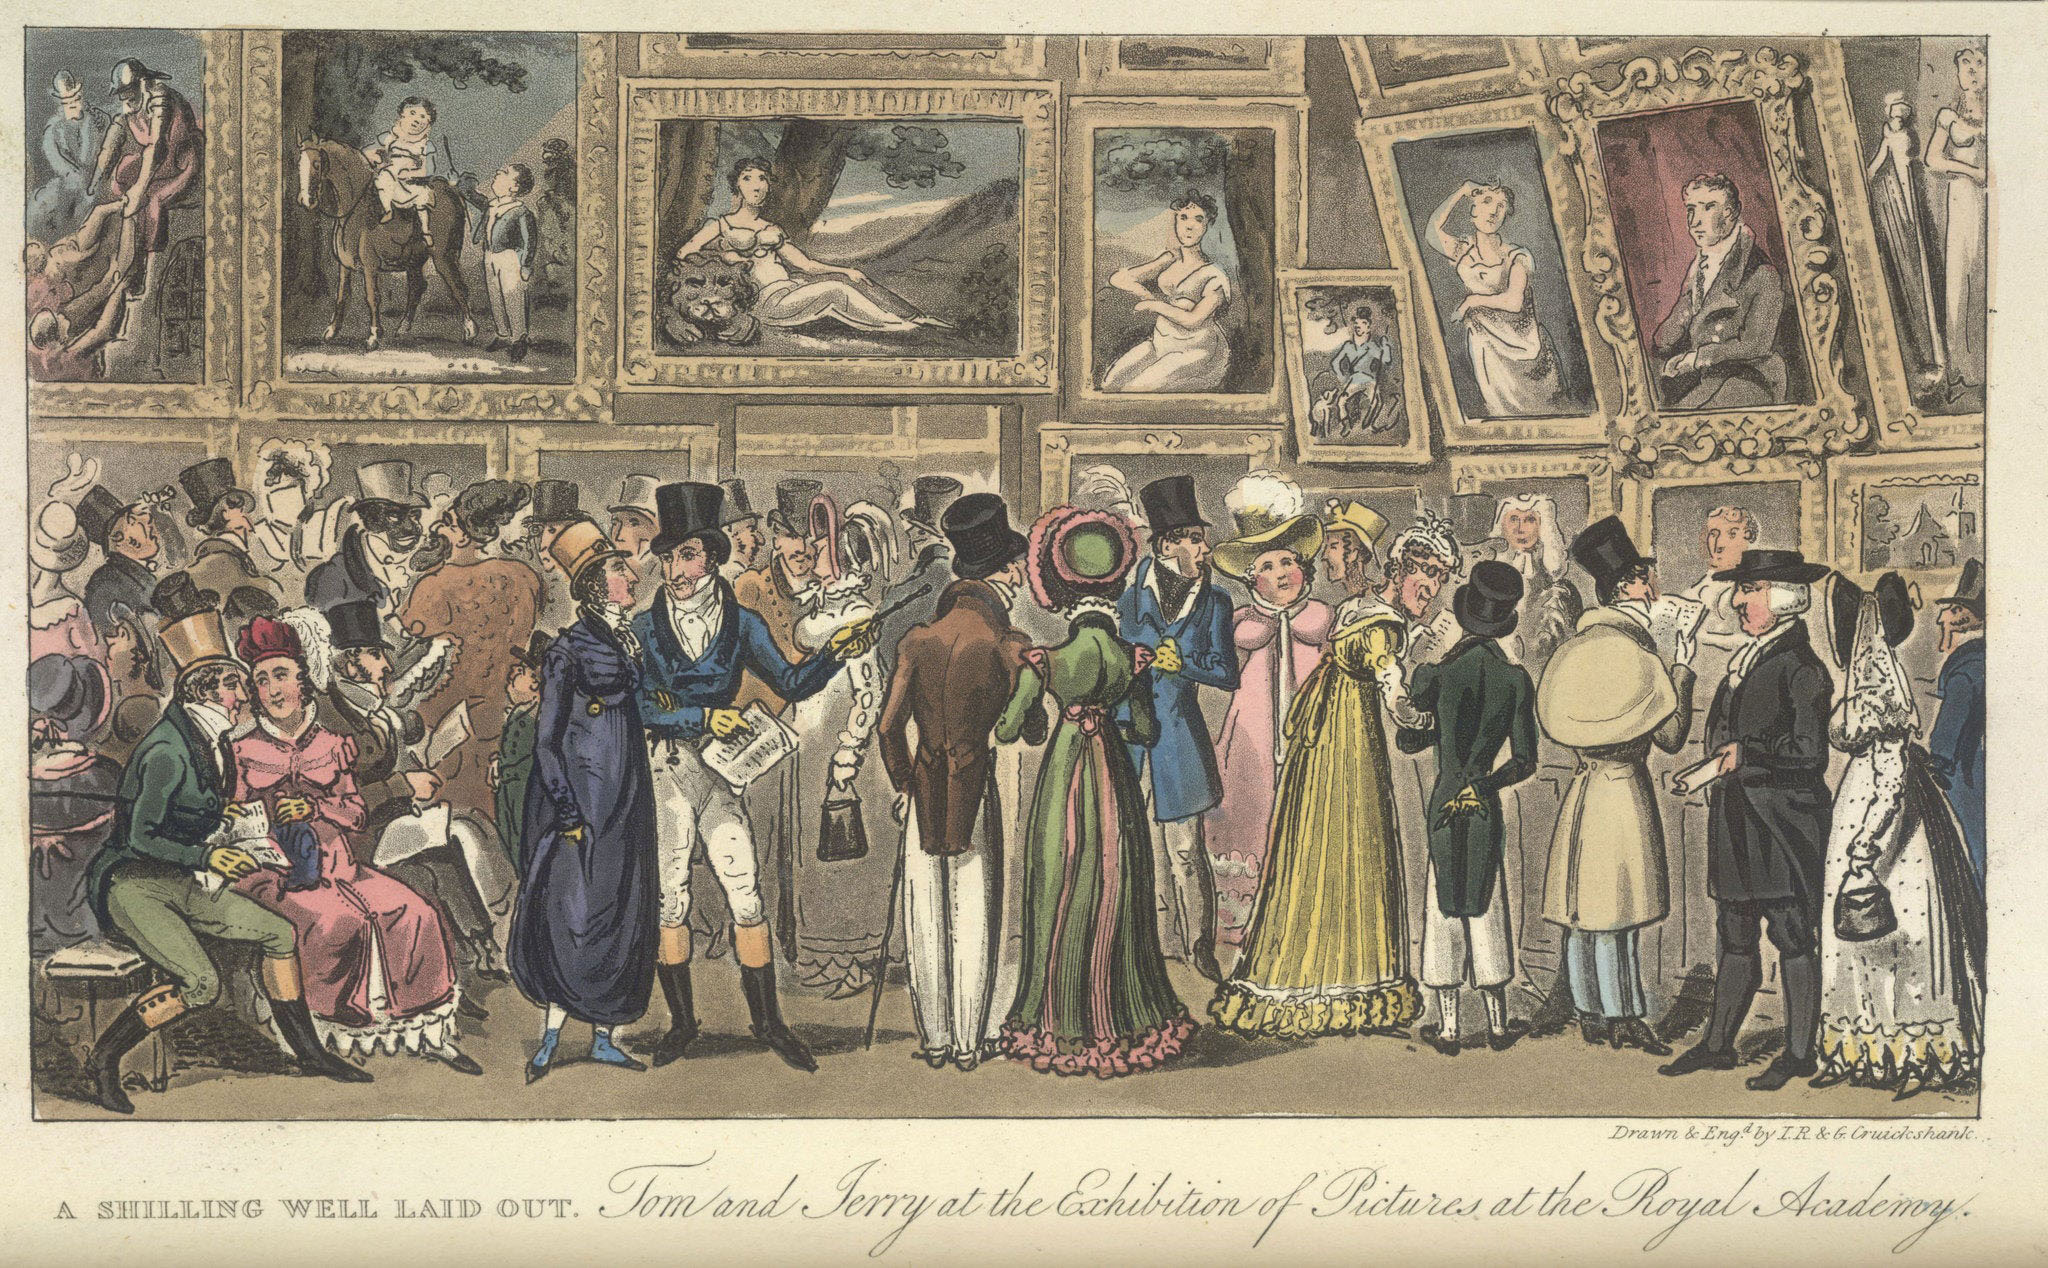 Drawn & Eng.d by I.R. & G. Cruickshank.
A SHILLING WELL LAID OUT. Tom and Jerry at the Exhibition of Pictures at the Royal Academy.